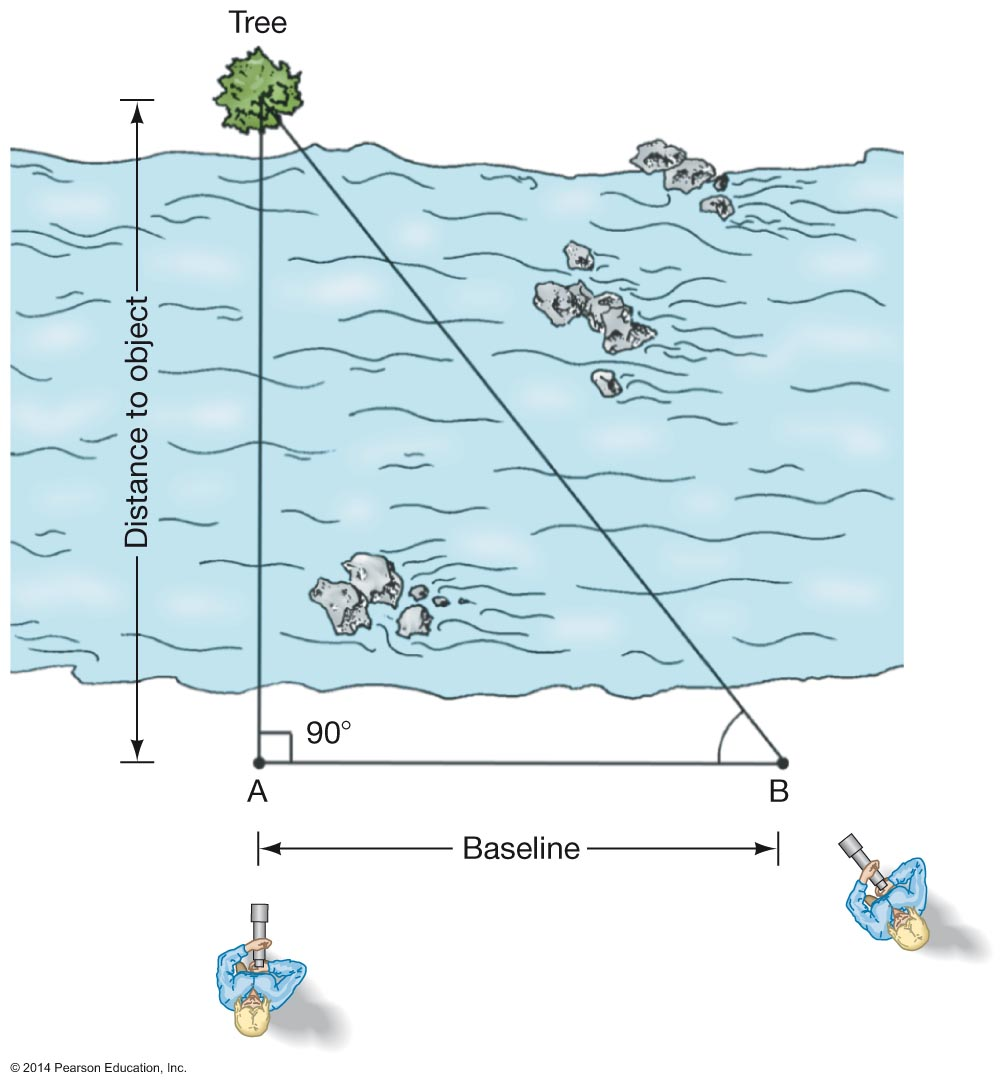 Tree
Distance to object
90°
A
B
Baseline
© 2014 Pearson Education, Inc.